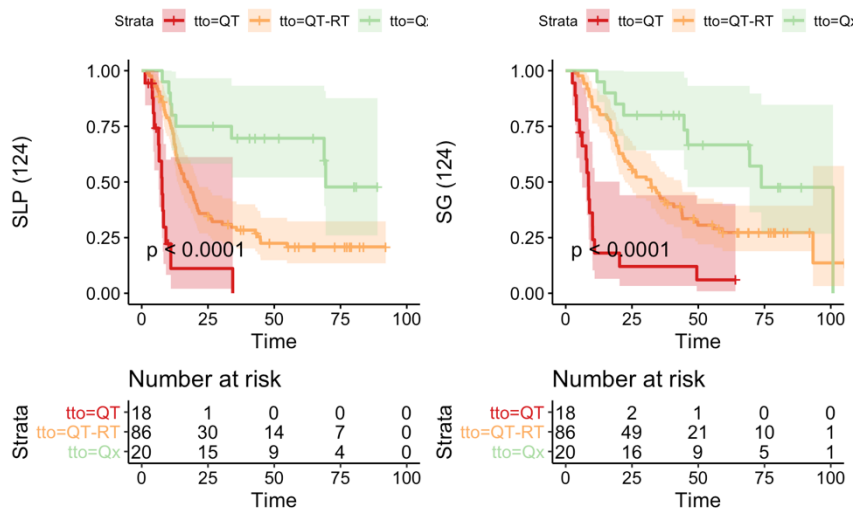 Strata tto=QT tto=QT-RT tto=Qx
1.00
0.75
0.50
0.25
0.00
SLP (124)
p < 0.0001
0 25 50 75 100
Time
Number at risk
Strata
tto=QT 18 1 0 0 0
tto=QT-RT 86 30 14 7 0
tto=Qx 20 15 9 4 0
0 25 50 75 100
Time
Strata tto=QT tto=QT-RT tto=Qx
1.00
0.75
0.50
0.25
0.00
SG (124)
p < 0.0001
0 25 50 75 100
Time
Number at risk
Strata
tto=QT 18 2 1 0 0
tto=QT-RT 86 49 21 10 1
tto=Qx 20 16 9 5 1
0 25 50 75 100
Time